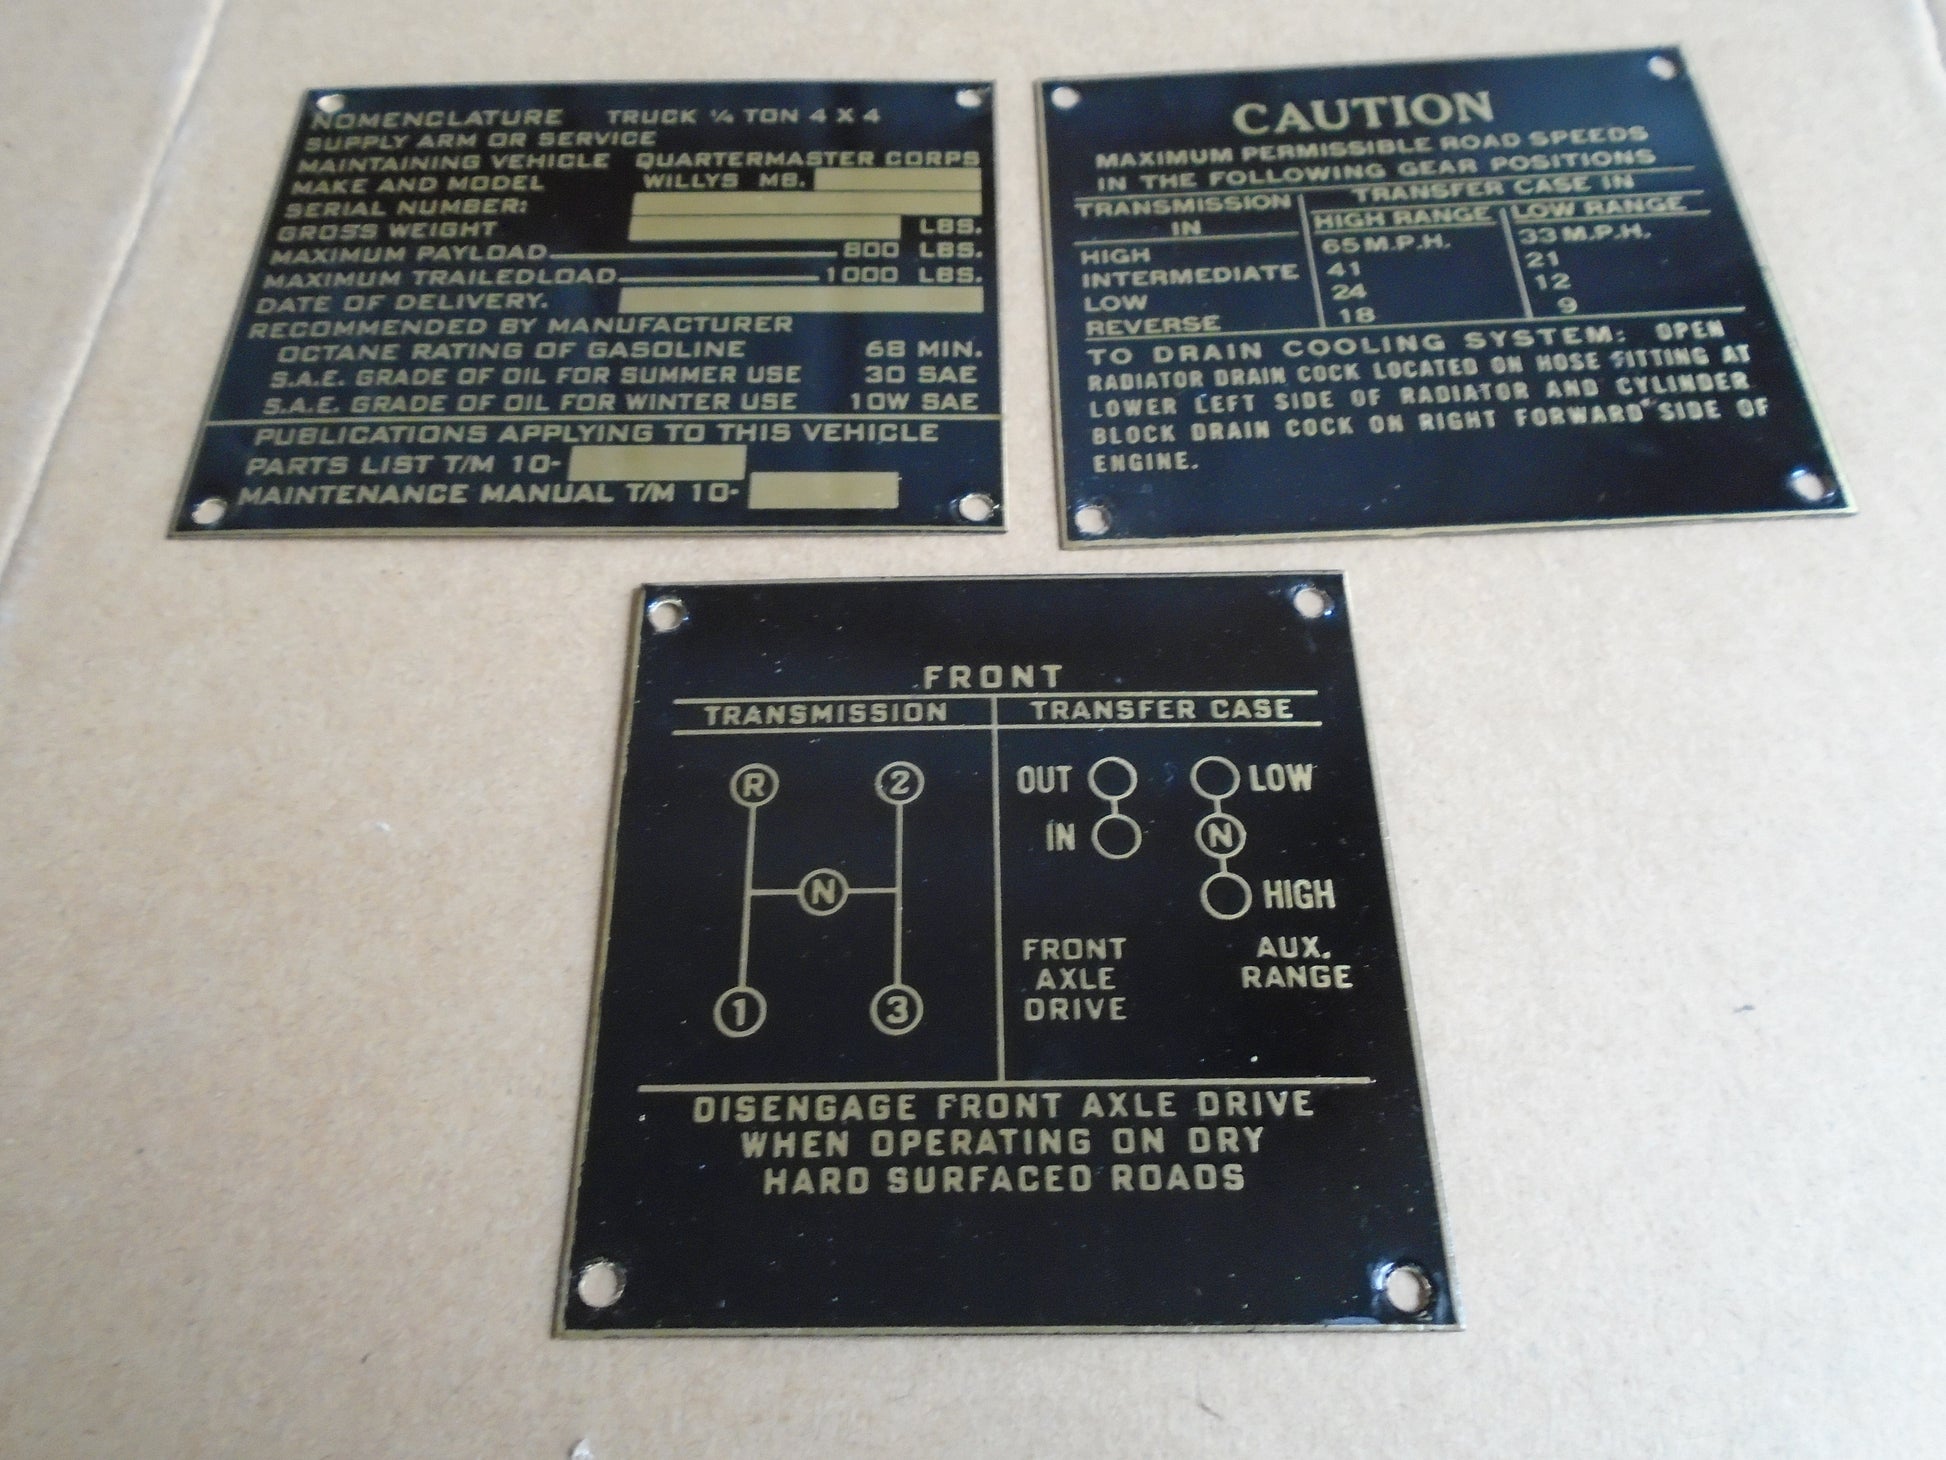 NOMENCLATURE TRUCK ¼ TON 4 X 4
SUPPLY ARM OR SERVICE
MAINTAINING VEHICLE QUARTERMASTER CORPS
MAKE AND MODEL WILLYS MB.
SERIAL NUMBER:
GROSS WEIGHT LBS.
MAXIMUM PAYLOAD 800 LBS.
MAXIMUM TRAILEDLOAD 1000 LBS.
DATE OF DELIVERY.
RECOMMENDED BY MANUFACTURER
OCTANE RATING OF GASOLINE 68 MIN.
S.A.E. GRADE OF OIL FOR SUMMER USE 30 SAE
S.A.E. GRADE OF OIL FOR WINTER USE 10W SAE
PUBLICATIONS APPLYING TO THIS VEHICLE
PARTS LIST T/M 10-
MAINTENANCE MANUAL T/M 10-
CAUTION
MAXIMUM PERMISSIBLE ROAD SPEEDS
IN THE FOLLOWING GEAR POSITIONS
TRANSMISSION IN
TRANSFER CASE IN
HIGH RANGE LOW RANGE
HIGH 65 M.P.H. 33 M.P.H.
INTERMEDIATE 41 21
LOW 24 12
REVERSE 18 9
TO DRAIN COOLING SYSTEM: OPEN
RADIATOR DRAIN COCK LOCATED ON HOSE FITTING AT
LOWER LEFT SIDE OF RADIATOR AND CYLINDER
BLOCK DRAIN COCK ON RIGHT FORWARD SIDE OF
ENGINE.
FRONT
TRANSMISSION TRANSFER CASE
R 2 OUT LOW
IN N
N HIGH
1 3
FRONT AUX.
AXLE RANGE
DRIVE
DISENGAGE FRONT AXLE DRIVE
WHEN OPERATING ON DRY
HARD SURFACED ROADS